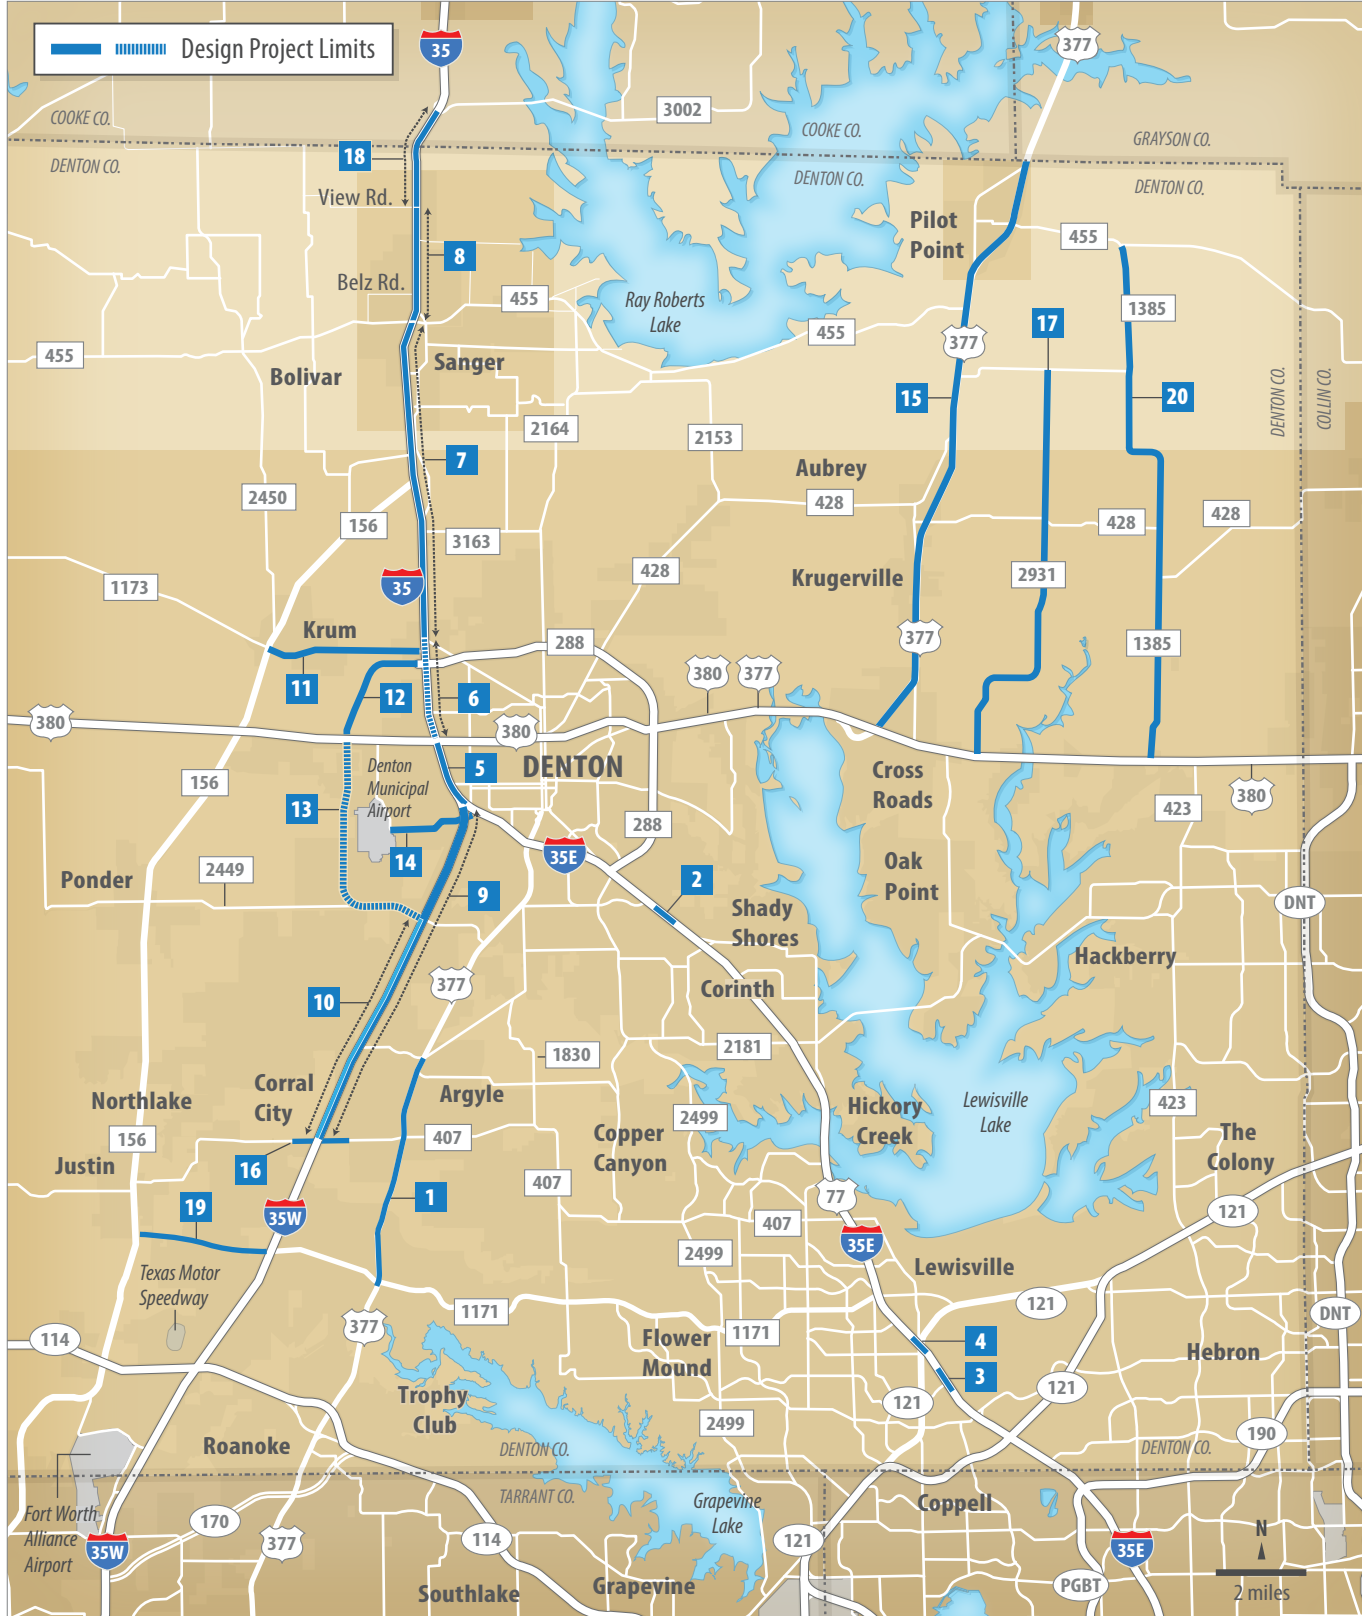 Design Project Limits
35
377
3002
COOKE CO.
COOKE CO.
GRAYSON CO.
18
DENTON CO.
DENTON CO.
DENTON CO.
View Rd.
Pilot
Point
455
8
Belz Rd.
455
Ray Roberts
Lake
1385
17
455
377
455
Sanger
Bolivar
15
20
DENTON CO.
COLLIN CO.
2164
2153
7
Aubrey
2450
428
156
428
428
3163
428
2931
1173
35
Krugerville
Krum
288
377
1385
11
12
6
380
377
380
380
5
DENTON
Denton
Municipal
Airport
Cross
Roads
156
380
13
423
288
14
35E
Oak
Point
Ponder
2449
2
9
Shady
Shores
DNT
Hackberry
377
Corinth
10
2181
1830
Corral
City
Argyle
Northlake
Lewisville
Lake
423
Hickory
Creek
2499
156
407
Copper
Canyon
The
Colony
Justin
16
407
1
77
19
35W
407
121
35E
2499
Lewisville
Texas Motor
Speedway
121
1171
DNT
377
1171
114
Flower
Mound
4
Hebron
3
121
Trophy
Club
121
2499
190
Roanoke
DENTON CO.
DENTON CO.
TARRANT CO.
Grapevine
Lake
Coppell
Fort Worth
Alliance
Airport
170
N
35W
377
114
121
35E
PGBT
2 miles
Southlake
Grapevine